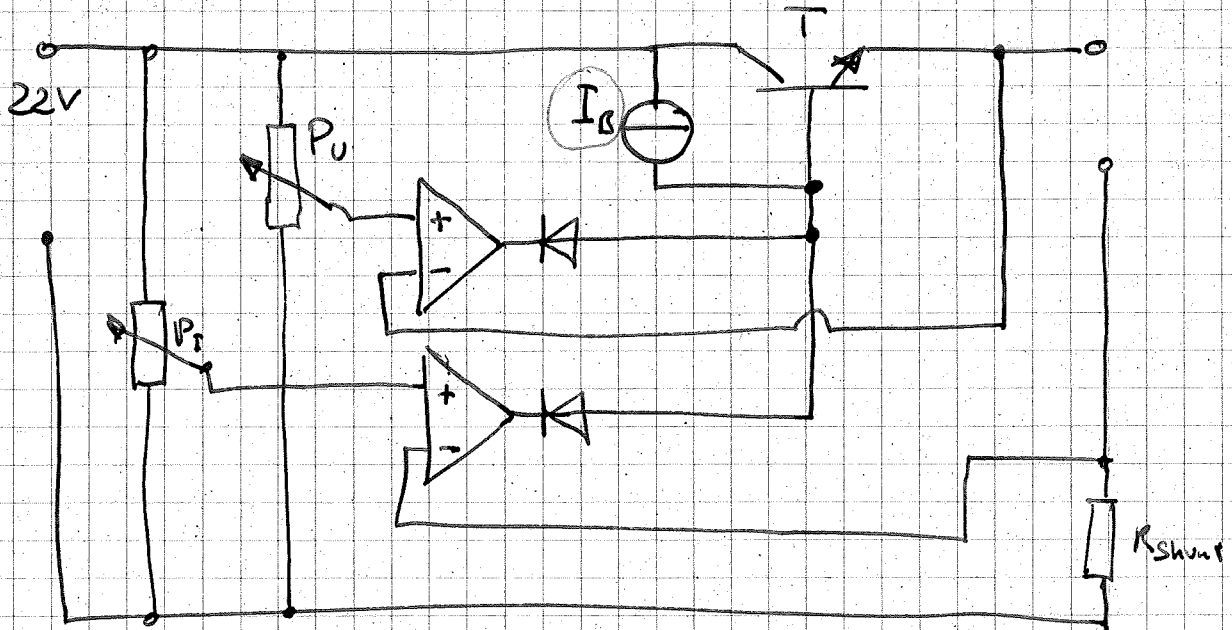 T
22V
I_B
P_U
+
-
P_I
+
-
R_Shunt